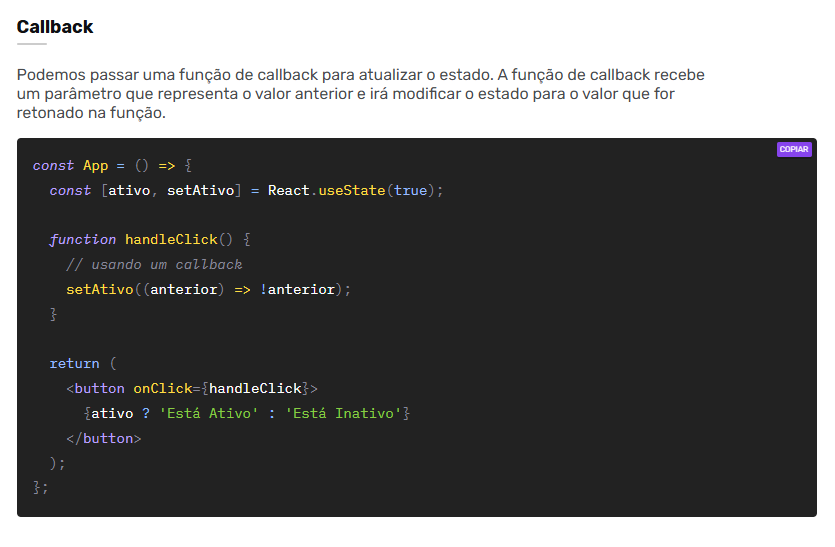 Callback
Podemos passar uma função de callback para atualizar o estado. A função de callback recebe
um parâmetro que representa o valor anterior e irá modificar o estado para o valor que for
retonado na função.
COPIAR
const App = () => {
  const [ativo, setAtivo] = React.useState(true);

  function handleClick() {
    // usando um callback
    setAtivo((anterior) => !anterior);
  }

  return (
    <button onClick={handleClick}>
      {ativo ? 'Está Ativo' : 'Está Inativo'}
    </button>
  );
};